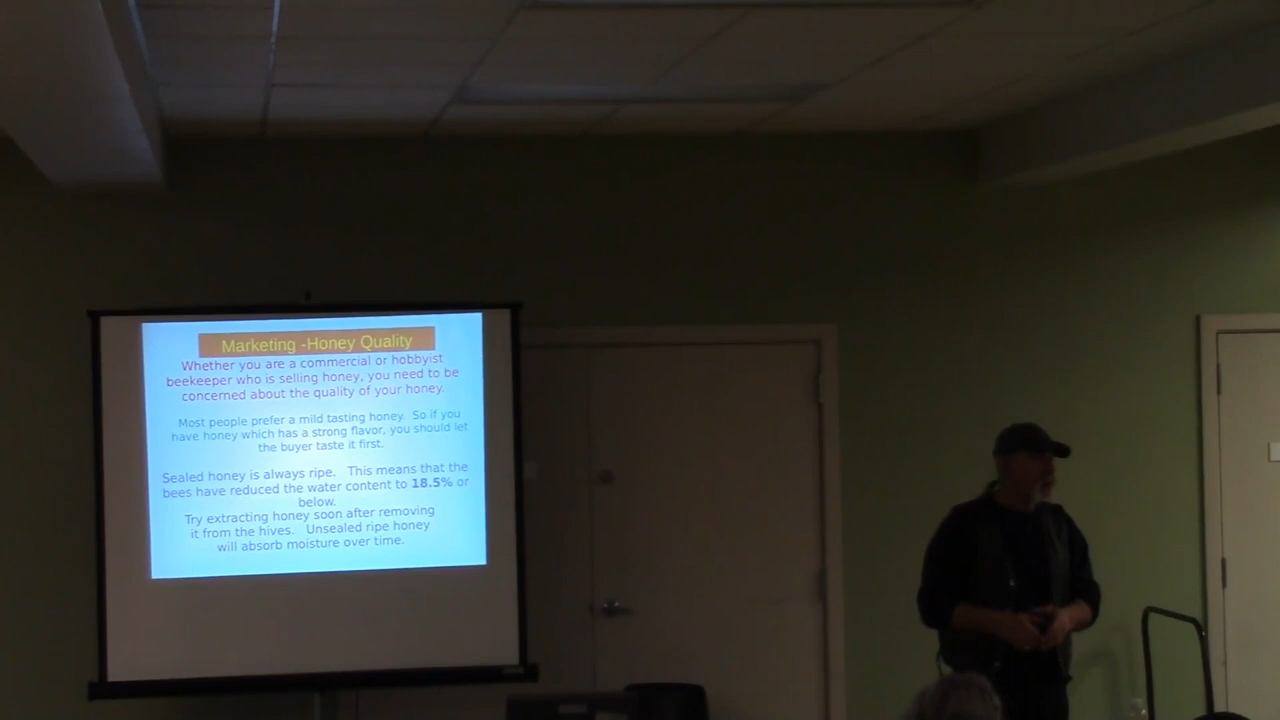 Marketing -Honey Quality
Whether you are a commercial or hobbyist
beekeeper who is selling honey, you need to be
concerned about the quality of your honey.
Most people prefer a mild tasting honey. So if you
have honey which has a strong flavor, you should let
the buyer taste it first.
Sealed honey is always ripe. This means that the
bees have reduced the water content to 18.5% or
below.
Try extracting honey soon after removing
it from the hives. Unsealed ripe honey
will absorb moisture over time.